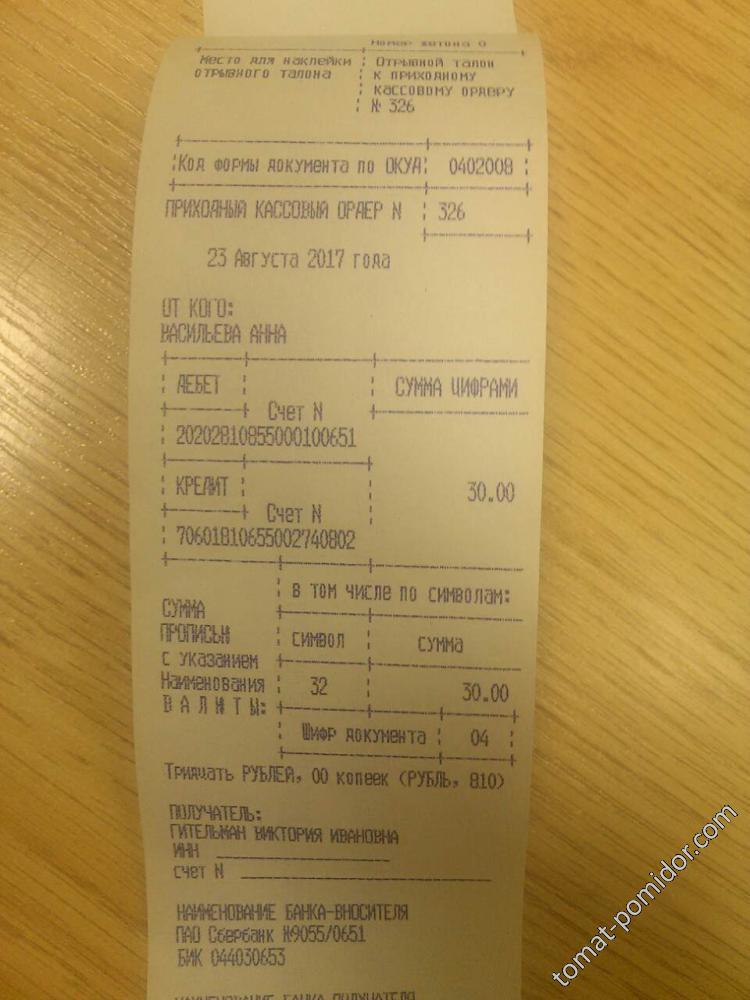 Номер жетона 0
Место для наклейки
отрывного талона
Отрывной талон
к приходному
кассовому ордеру
№ 326
Код формы документа по ОКУД: 0402008
ПРИХОДНЫЙ КАССОВЫЙ ОРДЕР N 326
23 Августа 2017 года
ОТ КОГО:
ВАСИЛЬЕВА АННА
ДЕБЕТ
СУММА ЦИФРАМИ
Счет N
20202810855000100651
КРЕДИТ
30.00
Счет N
70601810655002740802
в том числе по символам:
СУММА
ПРОПИСЬЮ
с указанием
Наименования
ВАЛЮТЫ:
СИМВОЛ
СУММА
32
30.00
Шифр документа 04
Тридцать РУБЛЕЙ, 00 копеек (РУБЛЬ, 810)
ПОЛУЧАТЕЛЬ:
ГИТЕЛЬМАН ВИКТОРИЯ ИВАНОВНА
ИНН
счет N
НАИМЕНОВАНИЕ БАНКА-ВНОСИТЕЛЯ
ПАО Сбербанк №9055/0651
БИК 044030653
НАИМЕНОВАНИЕ БАНКА-ПОЛУЧАТЕЛЯ
tomat-pomidor.com